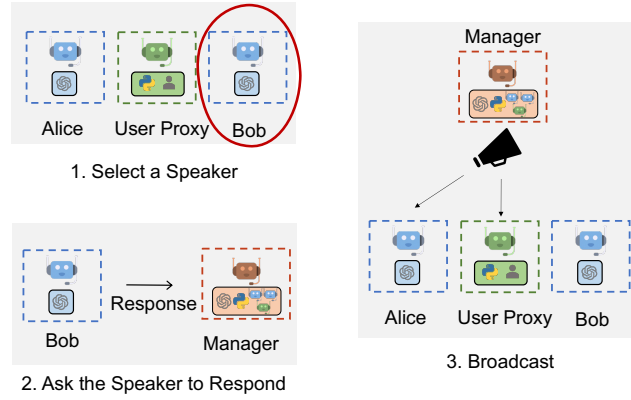 Alice
User Proxy
Bob
1. Select a Speaker
Bob
Response
Manager
2. Ask the Speaker to Respond
Manager
Alice
User Proxy
Bob
3. Broadcast